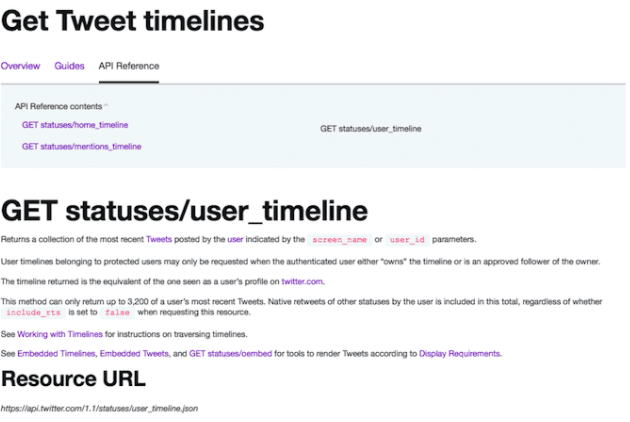 Get Tweet timelines
Overview Guides API Reference
API Reference contents ^
GET statuses/home_timeline GET statuses/user_timeline
GET statuses/mentions_timeline
GET statuses/user_timeline
Returns a collection of the most recent Tweets posted by the user indicated by the screen_name or user_id parameters.
User timelines belonging to protected users may only be requested when the authenticated user either "owns" the timeline or is an approved follower of the owner.
The timeline returned is the equivalent of the one seen as a user's profile on twitter.com.
This method can only return up to 3,200 of a user's most recent Tweets. Native retweets of other statuses by the user is included in this total, regardless of whether
include_rts is set to false when requesting this resource.
See Working with Timelines for instructions on traversing timelines.
See Embedded Timelines, Embedded Tweets, and GET statuses/oembed for tools to render Tweets according to Display Requirements.
Resource URL
https://api.twitter.com/1.1/statuses/user_timeline.json